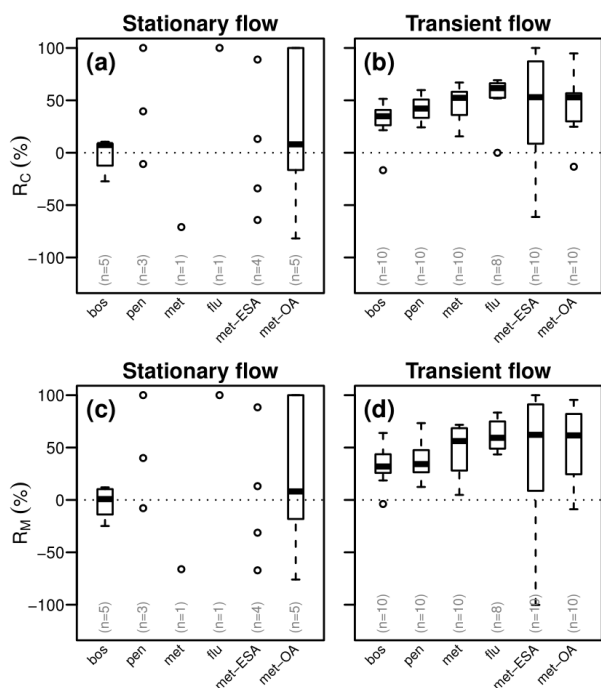 Stationary flow
Transient flow
(a)
(b)
100
50
0
−50
−100
R_C (%)
(n=5)
(n=3)
(n=1)
(n=1)
(n=4)
(n=5)
(n=10)
(n=10)
(n=10)
(n=8)
(n=10)
(n=10)
bos
pen
met
flu
met−ESA
met−OA
bos
pen
met
flu
met−ESA
met−OA
Stationary flow
Transient flow
(c)
(d)
100
50
0
−50
−100
R_M (%)
(n=5)
(n=3)
(n=1)
(n=1)
(n=4)
(n=5)
(n=10)
(n=10)
(n=10)
(n=8)
(n=10)
(n=10)
bos
pen
met
flu
met−ESA
met−OA
bos
pen
met
flu
met−ESA
met−OA